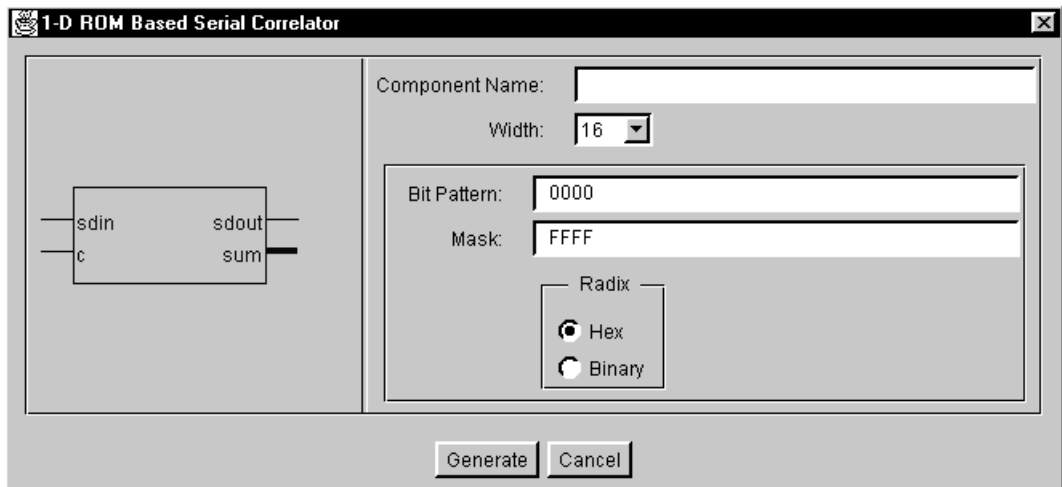 1-D ROM Based Serial Correlator
sdin sdout
c sum
Component Name:
Width: 16
Bit Pattern: 0000
Mask: FFFF
Radix
Hex
Binary
Generate Cancel